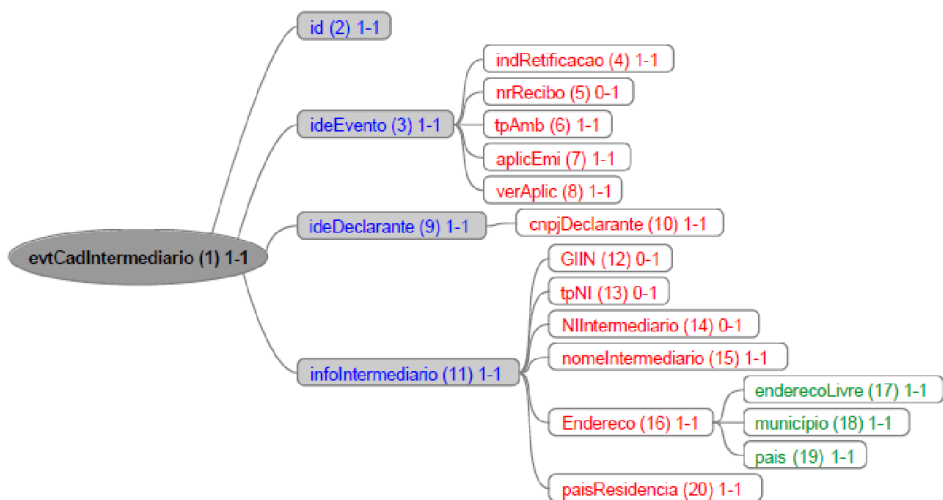 id (2) 1-1
indRetificacao (4) 1-1
nrRecibo (5) 0-1
ideEvento (3) 1-1
tpAmb (6) 1-1
aplicEmi (7) 1-1
verAplic (8) 1-1
ideDeclarante (9) 1-1
cnpjDeclarante (10) 1-1
evtCadIntermediario (1) 1-1
GIIN (12) 0-1
tpNI (13) 0-1
NIIntermediario (14) 0-1
nomeIntermediario (15) 1-1
infoIntermediario (11) 1-1
enderecoLivre (17) 1-1
Endereco (16) 1-1
município (18) 1-1
pais (19) 1-1
paisResidencia (20) 1-1